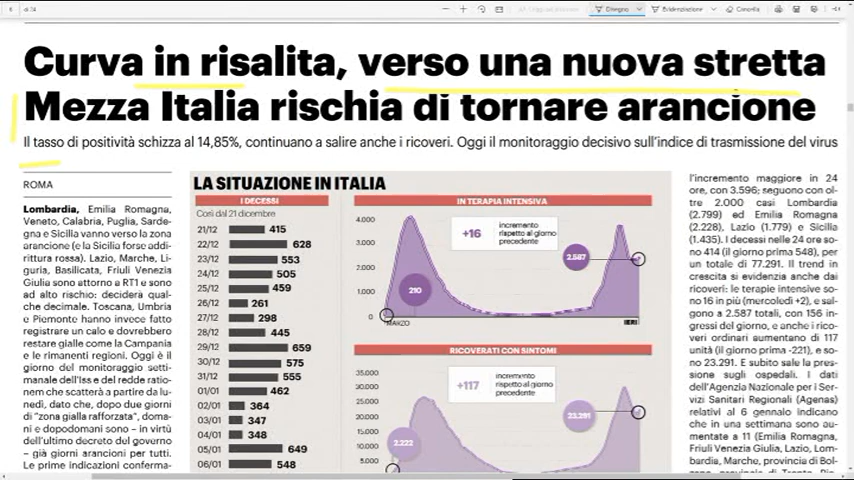 di 24
Disegno
Evidenziazione
Cancella
Curva in risalita, verso una nuova stretta
Mezza Italia rischia di tornare arancione
Il tasso di positività schizza al 14,85%, continuano a salire anche i ricoveri. Oggi il monitoraggio decisivo sull'indice di trasmissione del virus
ROMA
Lombardia, Emilia Romagna,
Veneto, Calabria, Puglia, Sarde-
gna e Sicilia vanno verso la zona
arancione (e la Sicilia forse addi-
rittura rossa). Lazio, Marche, Li-
guria, Basilicata, Friuli Venezia
Giulia sono attorno a RT1 e sono
ad alto rischio: deciderà qual-
che decimale. Toscana, Umbria
e Piemonte hanno invece fatto
registrare un calo e dovrebbero
restare gialle come la Campania
e le rimanenti regioni. Oggi è il
giorno del monitoraggio setti-
manale dell'Iss e del redde ratio-
nem che scatterà a partire da lu-
nedì, dato che, dopo due giorni
di "zona gialla rafforzata", doma-
ni e dopodomani sono – in virtù
dell'ultimo decreto del governo
– già giorni arancioni per tutti.
Le prime indicazioni conferma-
LA SITUAZIONE IN ITALIA
I DECESSI
Così dal 21 dicembre
21/12 415
22/12 628
23/12 553
24/12 505
25/12 459
26/12 261
27/12 298
28/12 445
29/12 659
30/12 575
31/12 555
01/01 462
02/01 364
03/01 347
04/01 348
05/01 649
06/01 548
IN TERAPIA INTENSIVA
4.000
3.000
2.000
1.000
0
+16
incremento
rispetto al giorno
precedente
210
2.587
MARZO
IERI
RICOVERATI CON SINTOMI
35.000
30.000
25.000
20.000
15.000
10.000
5.000
+117
incremento
rispetto al giorno
precedente
2.222
23.291
l'incremento maggiore in 24
ore, con 3.596; seguono con ol-
tre 2.000 casi Lombardia
(2.799) ed Emilia Romagna
(2.228), Lazio (1.779) e Sicilia
(1.435). I decessi nelle 24 ore so-
no 414 (il giorno prima 548), per
un totale di 77.291. Il trend in
crescita si evidenzia anche dai
ricoveri: le terapie intensive so-
no 16 in più (mercoledì +2), e sal-
gono a 2.587 totali, con 156 in-
gressi del giorno, e anche i rico-
veri ordinari aumentano di 117
unità (il giorno prima -221), e so-
no 23.291. E subito sale la pres-
sione sugli ospedali. I dati
dell'Agenzia Nazionale per i Ser-
vizi Sanitari Regionali (Agenas)
relativi al 6 gennaio indicano
che in una settimana sono au-
mentate a 11 (Emilia Romagna,
Friuli Venezia Giulia, Lazio, Lom-
bardia, Marche, provincia di Bol-